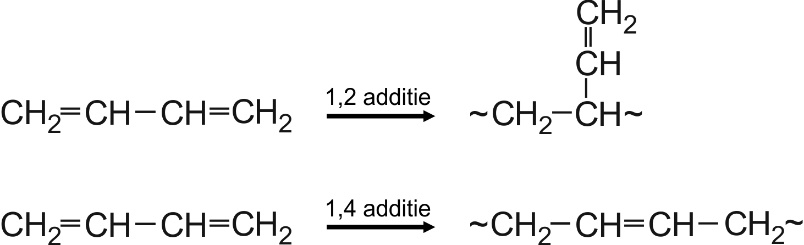 CH₂
CH
CH₂=CH－CH=CH₂ 1,2 additie ~CH₂－CH~
CH₂=CH－CH=CH₂ 1,4 additie ~CH₂－CH=CH－CH₂~